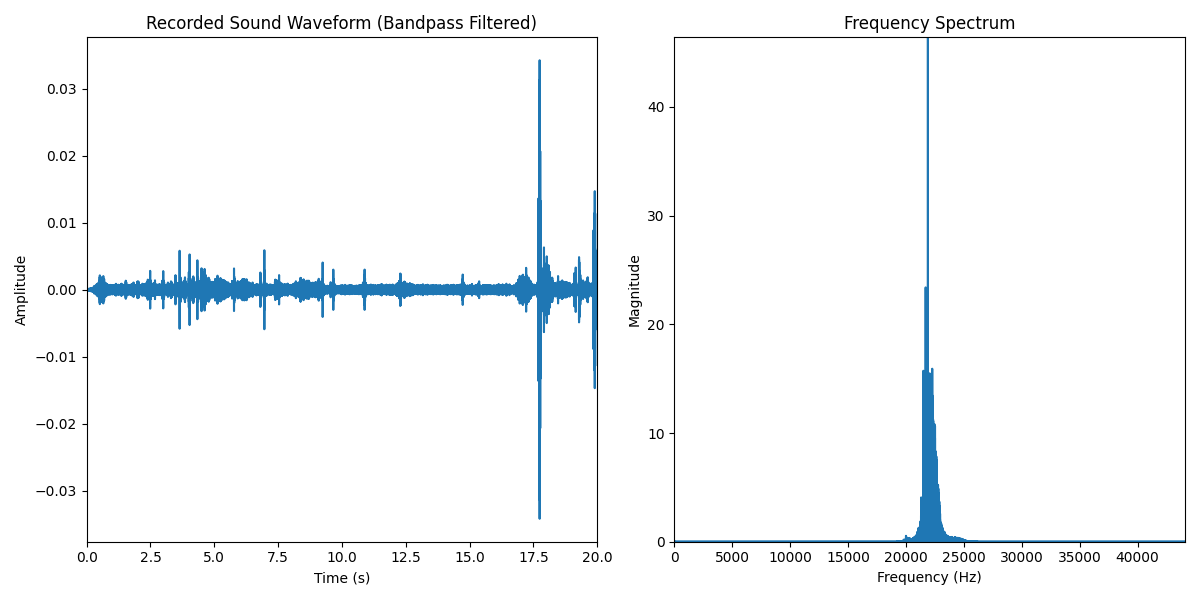 Recorded Sound Waveform (Bandpass Filtered)
Amplitude
0.03
0.02
0.01
0.00
−0.01
−0.02
−0.03
0.0 2.5 5.0 7.5 10.0 12.5 15.0 17.5 20.0
Time (s)
Frequency Spectrum
Magnitude
40
30
20
10
0
0 5000 10000 15000 20000 25000 30000 35000 40000
Frequency (Hz)